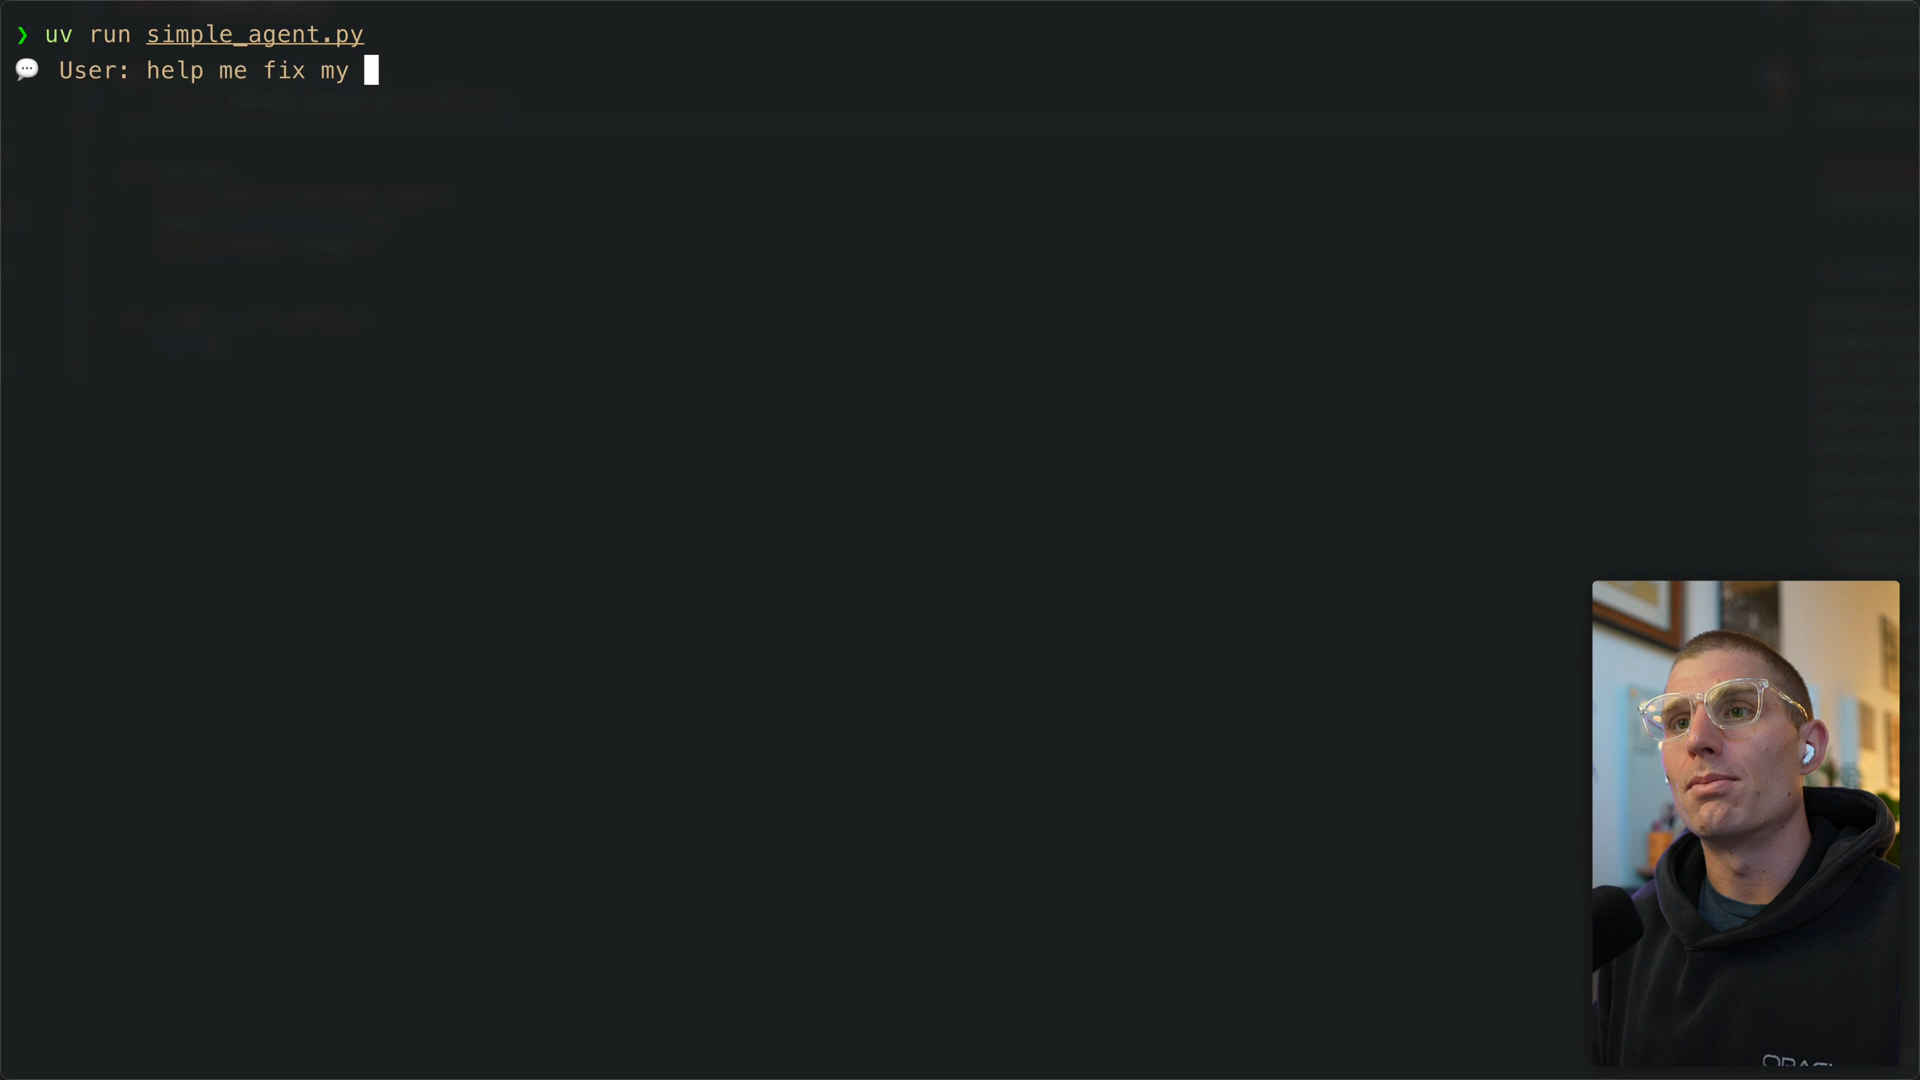 ❯ uv run simple_agent.py
💬 User: help me fix my